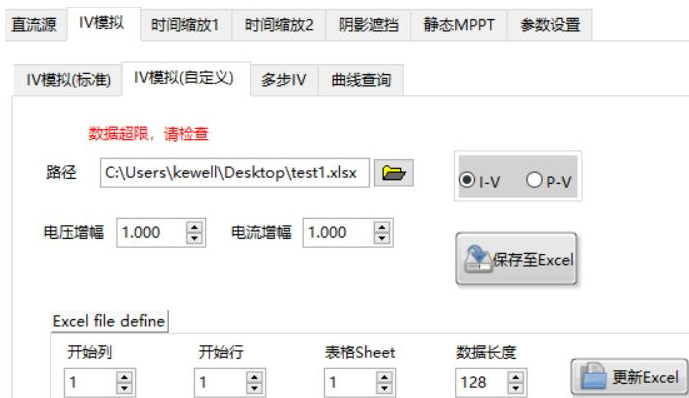 直流源 IV模拟 时间缩放1 时间缩放2 阴影遮挡 静态MPPT 参数设置
IV模拟(标准) IV模拟(自定义) 多步IV 曲线查询
数据超限，请检查
路径 C:\Users\kewell\Desktop\test1.xlsx I-V P-V
电压增幅 1.000 电流增幅 1.000
保存至Excel
Excel file define
开始列 开始行 表格Sheet 数据长度
1 1 1 128 更新Excel